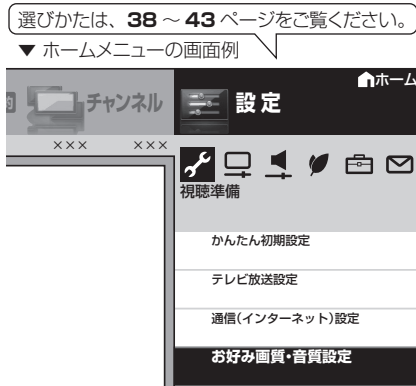 選びかたは、38 ～ 43 ページをご覧ください。
▼ ホームメニューの画面例
ホーム
チャンネル
設定
××× ×××
視聴準備
かんたん初期設定
テレビ放送設定
通信(インターネット)設定
お好み画質・音質設定